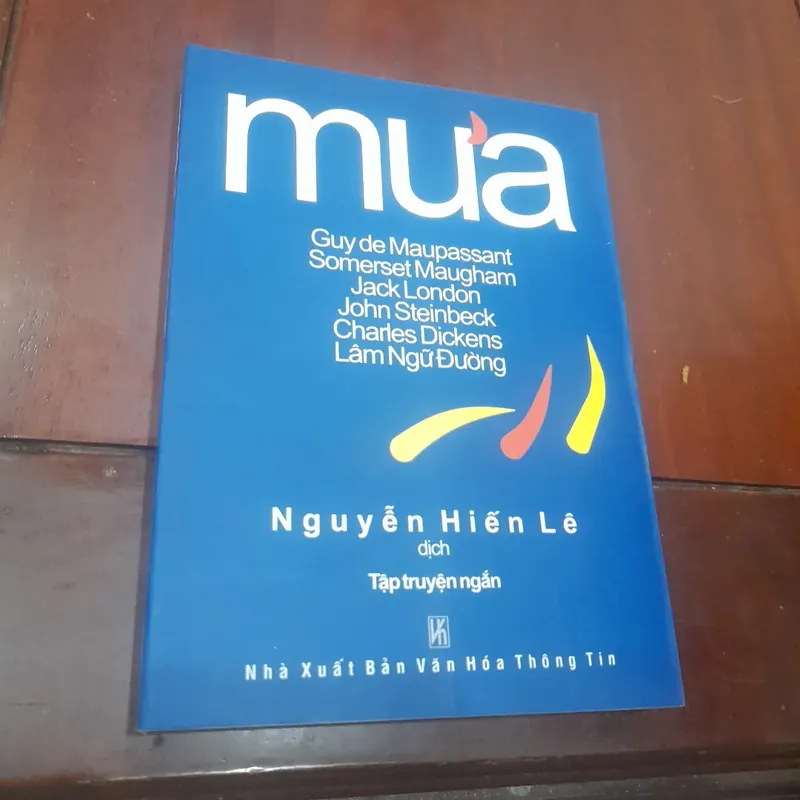 mưa
Guy de Maupassant
Somerset Maugham
Jack London
John Steinbeck
Charles Dickens
Lâm Ngữ Đường
Nguyễn Hiến Lê
dịch
Tập truyện ngắn
Nhà Xuất Bản Văn Hóa Thông Tin